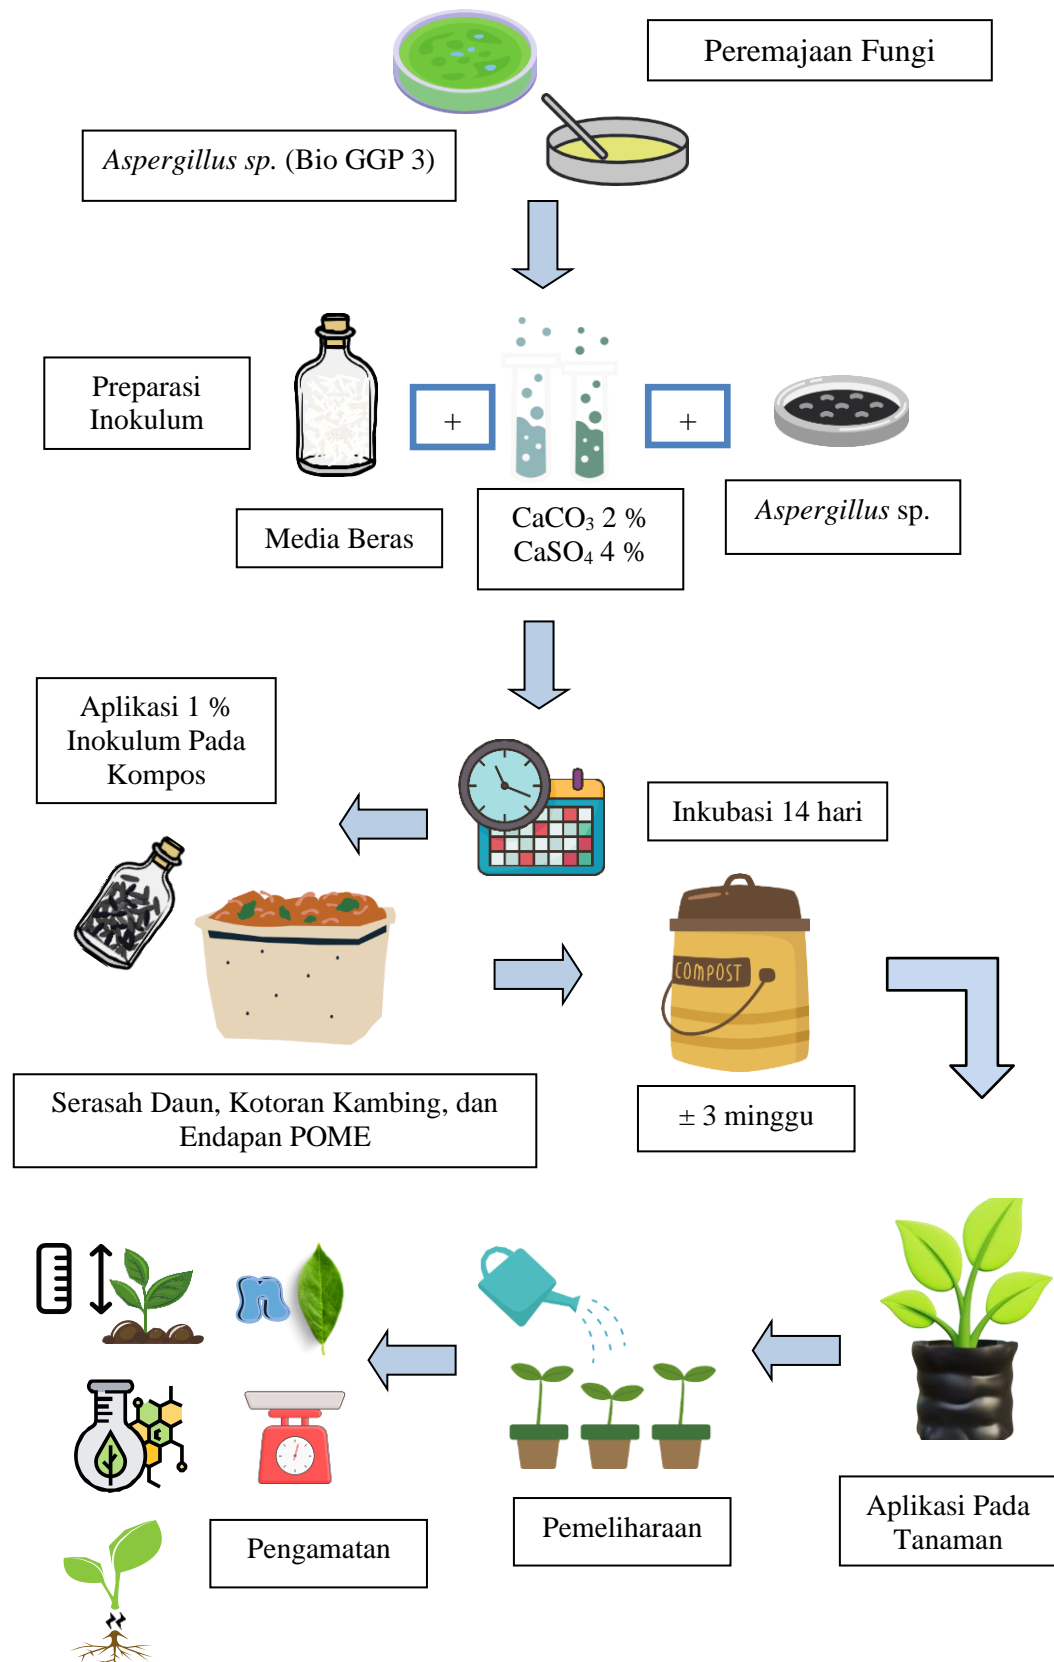 Peremajaan Fungi
Aspergillus sp. (Bio GGP 3)
Preparasi
Inokulum
+
+
Media Beras
CaCO₃ 2 %
CaSO₄ 4 %
Aspergillus sp.
Aplikasi 1 %
Inokulum Pada
Kompos
Inkubasi 14 hari
COMPOST
Serasah Daun, Kotoran Kambing, dan
Endapan POME
± 3 minggu
Pengamatan
Pemeliharaan
Aplikasi Pada
Tanaman